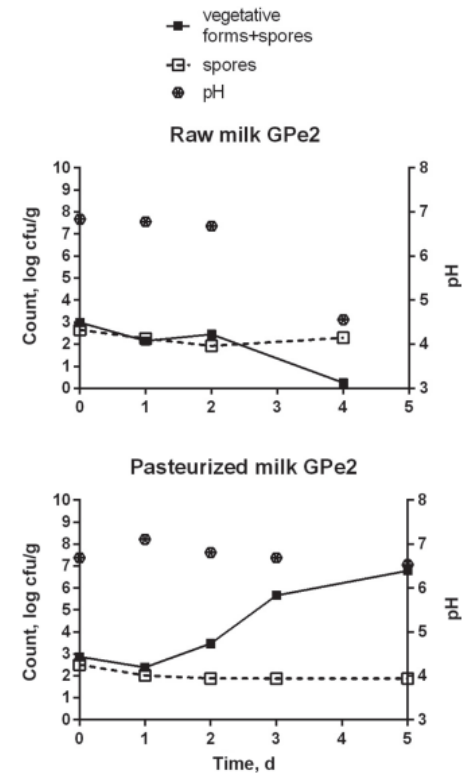 vegetative
forms+spores
spores
pH
Raw milk GPe2
10
9
8
7
6
5
4
3
2
1
0
Count, log cfu/g
8
7
6
5
4
3
pH
0 1 2 3 4 5
Pasteurized milk GPe2
10
9
8
7
6
5
4
3
2
1
0
Count, log cfu/g
8
7
6
5
4
3
pH
0 1 2 3 4 5
Time, d